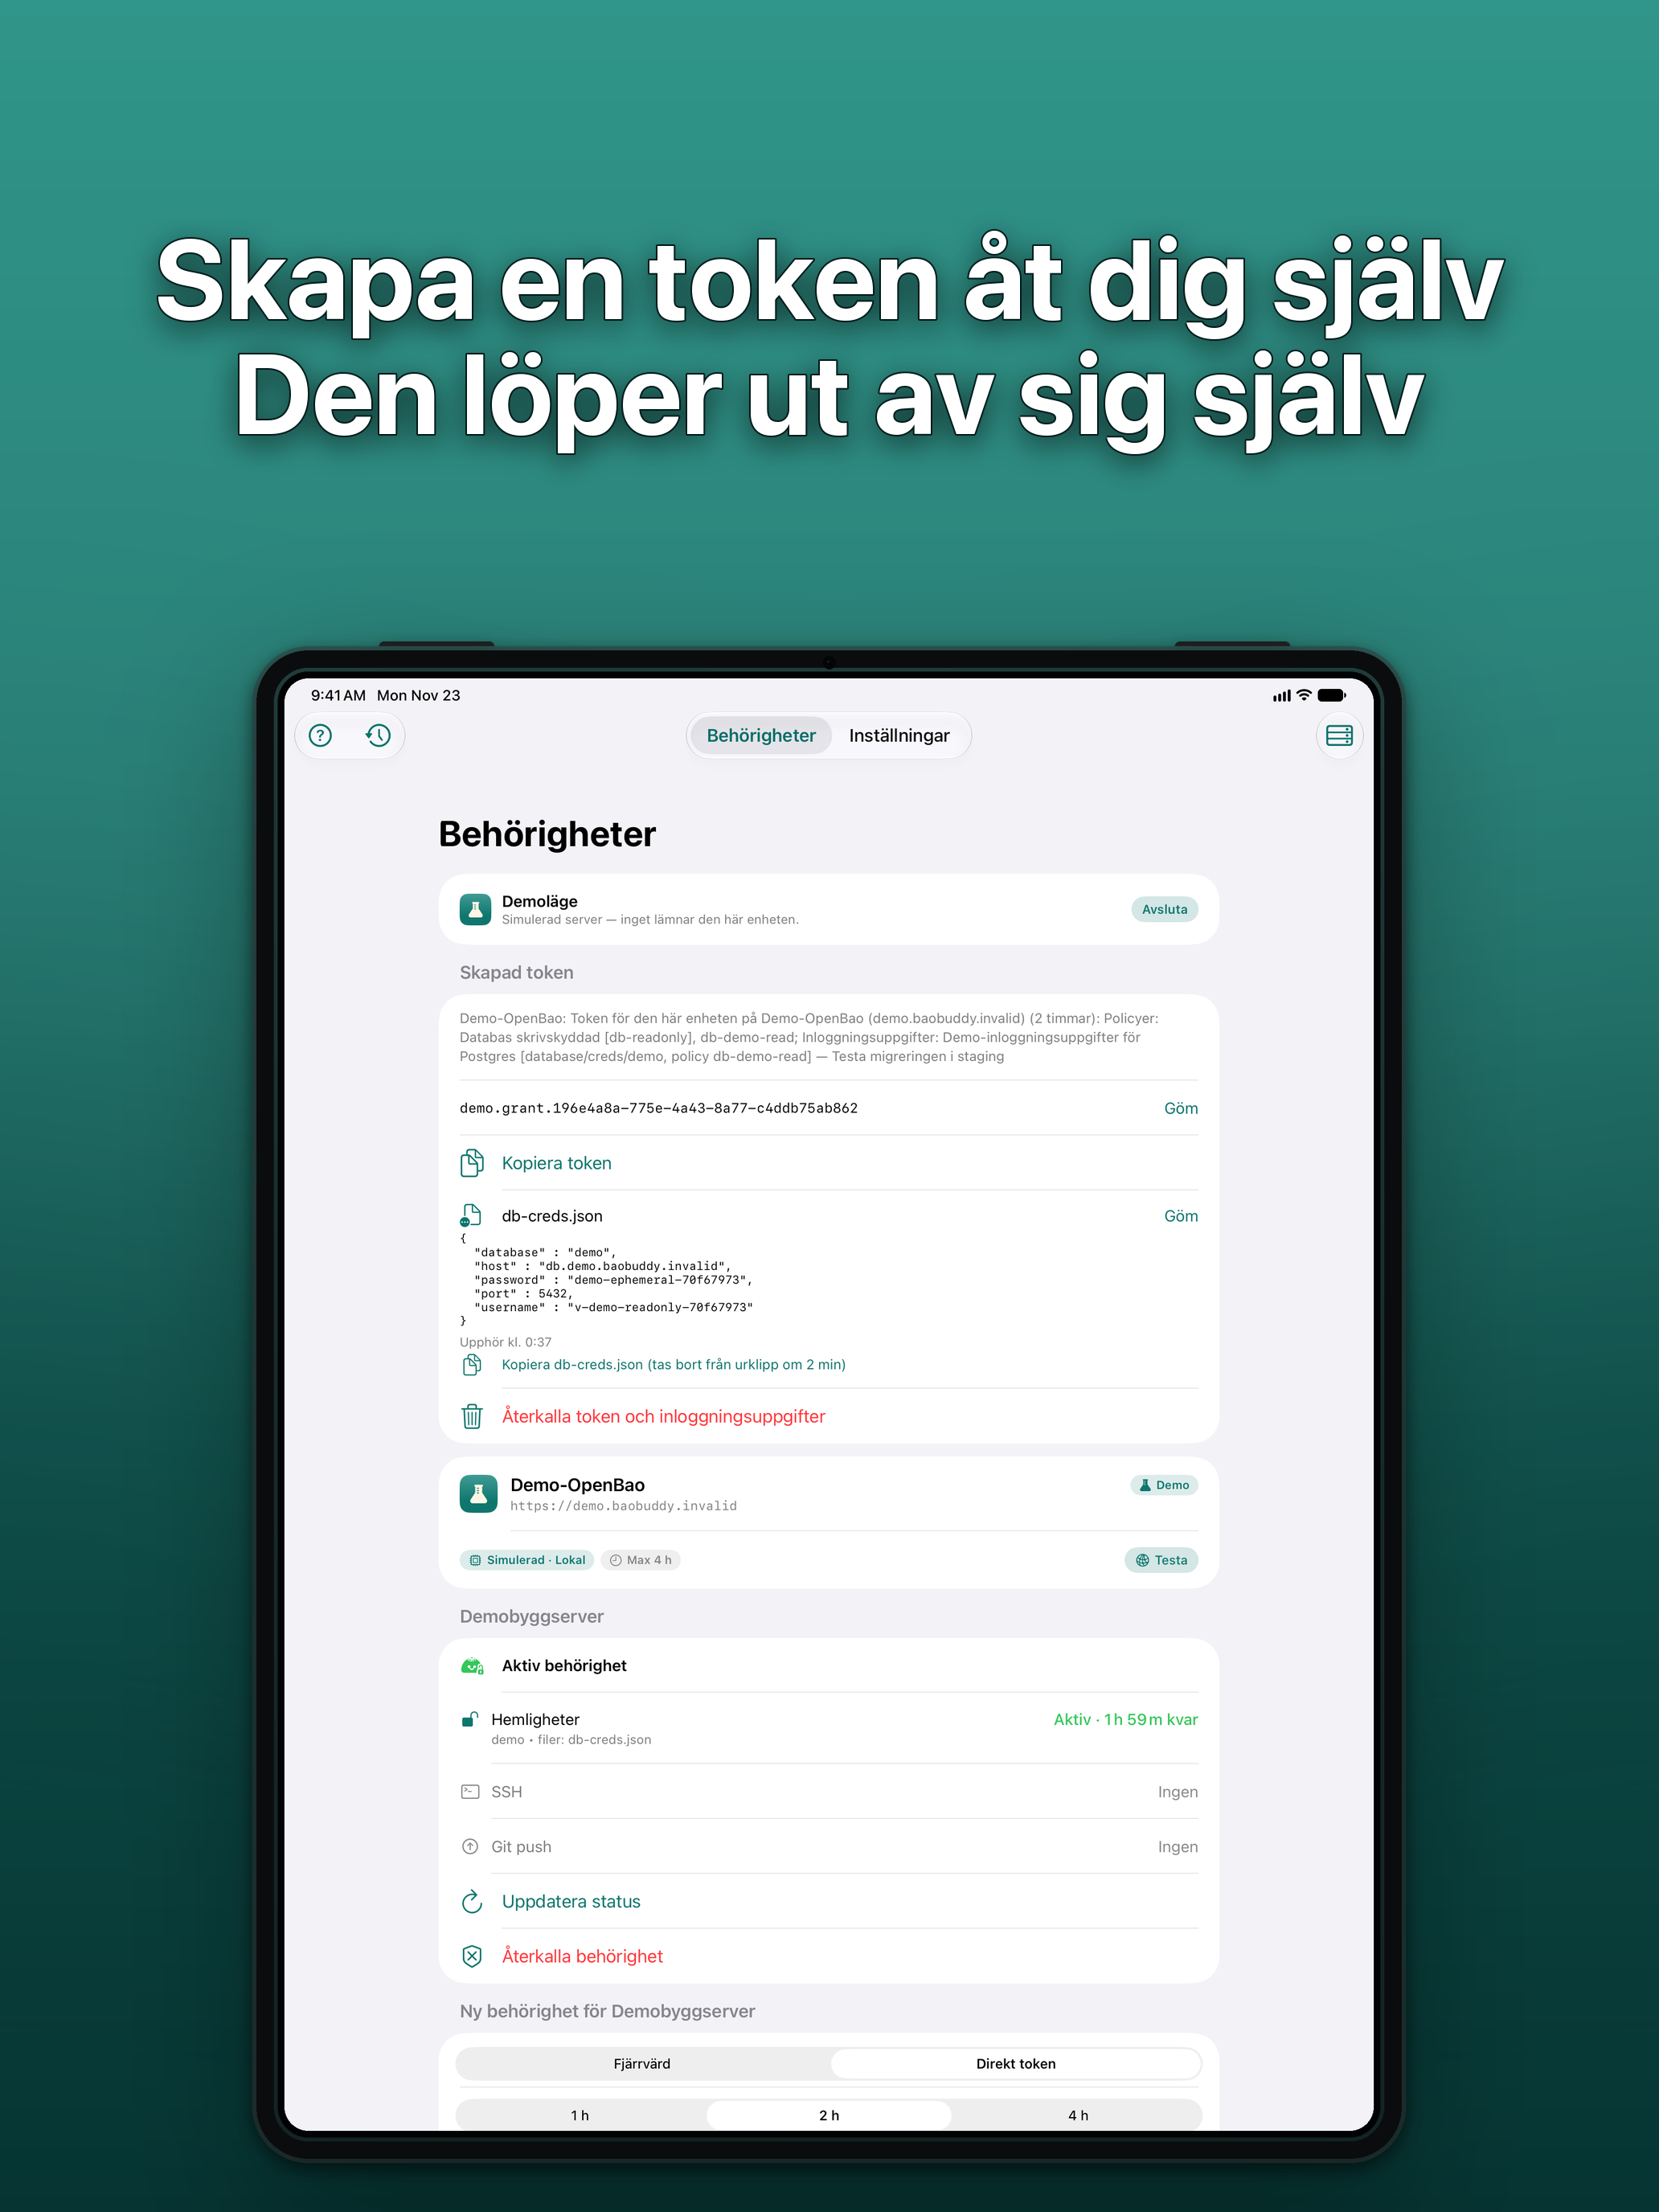 Skapa en token åt dig själv
Den löper ut av sig själv
9:41 AM Mon Nov 23
Behörigheter Inställningar
Behörigheter
Demoläge
Simulerad server — inget lämnar den här enheten.
Avsluta
Skapad token
Demo-OpenBao: Token för den här enheten på Demo-OpenBao (demo.baobuddy.invalid) (2 timmar): Policyer:
Databas skrivskyddad [db-readonly], db-demo-read; Inloggningsuppgifter: Demo-inloggningsuppgifter för
Postgres [database/creds/demo, policy db-demo-read] — Testa migreringen i staging
demo.grant.196e4a8a-775e-4a43-8a77-c4ddb75ab862 Göm
Kopiera token
db-creds.json Göm
{
"database" : "demo",
"host" : "db.demo.baobuddy.invalid",
"password" : "demo-ephemeral-70f67973",
"port" : 5432,
"username" : "v-demo-readonly-70f67973"
}
Upphör kl. 0:37
Kopiera db-creds.json (tas bort från urklipp om 2 min)
Återkalla token och inloggningsuppgifter
Demo-OpenBao Demo
https://demo.baobuddy.invalid
Simulerad · Lokal Max 4 h Testa
Demobyggserver
Aktiv behörighet
Hemligheter Aktiv · 1 h 59 m kvar
demo • filer: db-creds.json
SSH Ingen
Git push Ingen
Uppdatera status
Återkalla behörighet
Ny behörighet för Demobyggserver
Fjärrvärd Direkt token
1 h 2 h 4 h